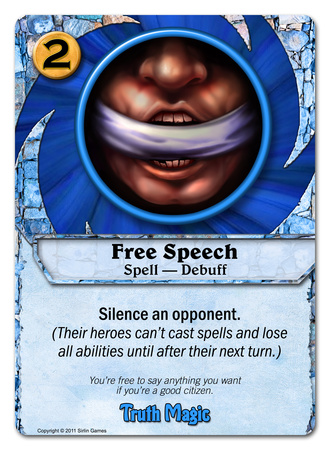 2
Free Speech
Spell — Debuff
Silence an opponent.
(Their heroes can't cast spells and lose
all abilities until after their next turn.)
You're free to say anything you want
if you're a good citizen.
Truth Magic
Copyright © 2011 Sirlin Games